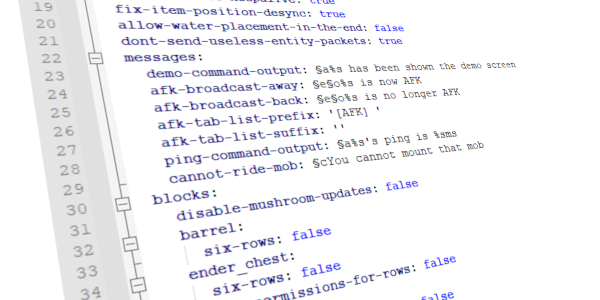 19 true
20 fix-item-position-desync: true
21 allow-water-placement-in-the-end: false
22 dont-send-useless-entity-packets: true
23 messages:
24 demo-command-output: §a%s has been shown the demo screen
25 afk-broadcast-away: §e§o%s is now AFK
26 afk-broadcast-back: §e§o%s is no longer AFK
27 afk-tab-list-prefix: '[AFK] '
28 afk-tab-list-suffix: ''
29 ping-command-output: §a%s's ping is %sms
30 cannot-ride-mob: §cYou cannot mount that mob
31 blocks:
32 disable-mushroom-updates: false
33 barrel:
34 six-rows: false
ender_chest:
six-rows: false
false
false